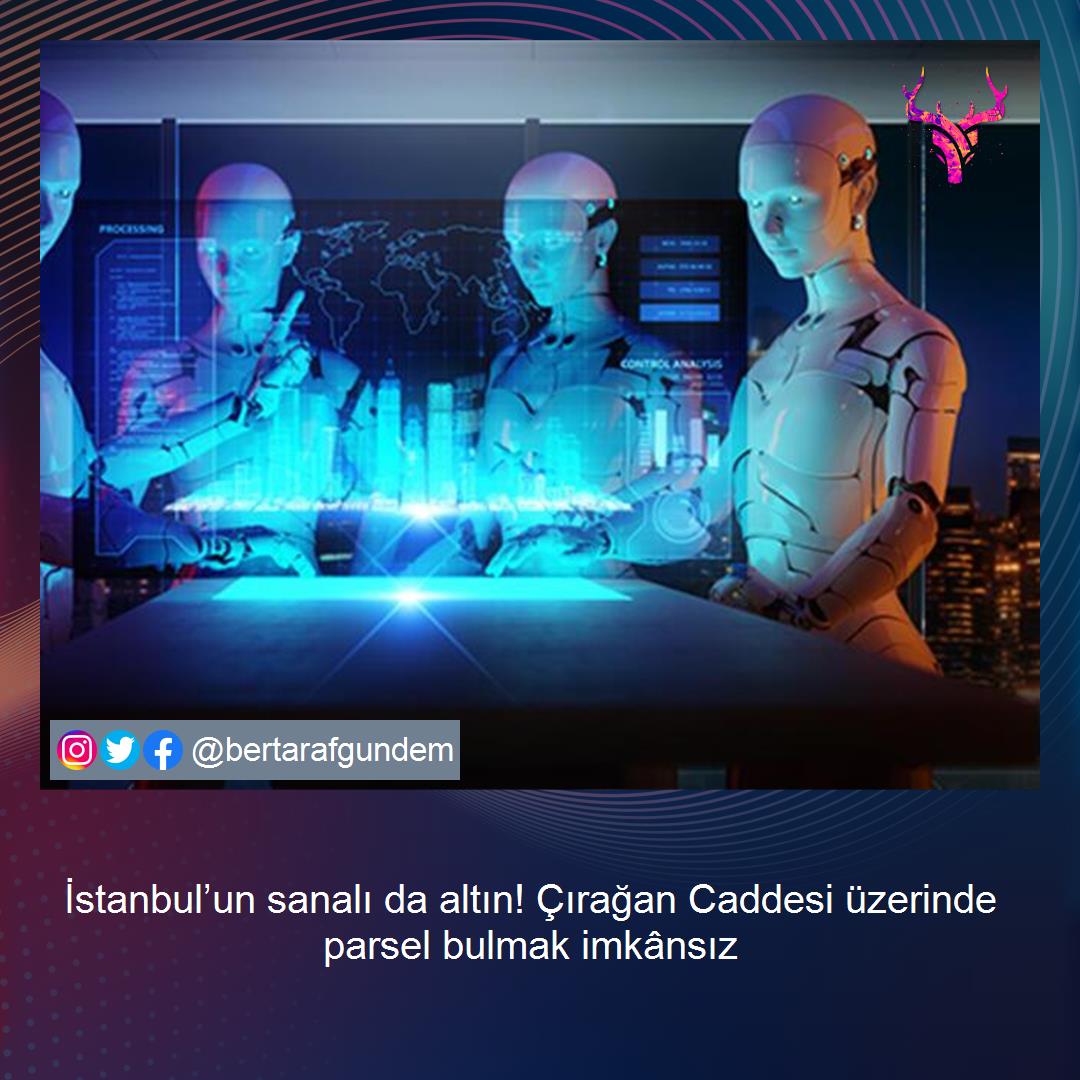 PROCESSING
CONTROL ANALYSIS
@bertarafgundem
İstanbul’un sanalı da altın! Çırağan Caddesi üzerinde
parsel bulmak imkânsız